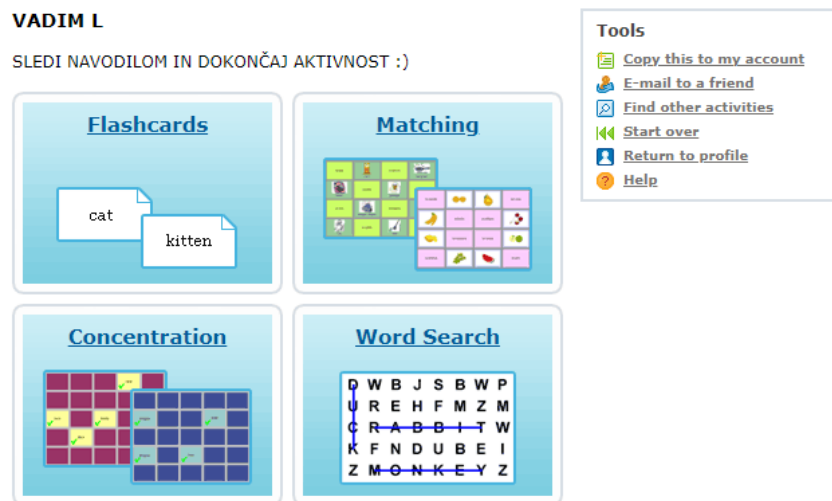 VADIM L
SLEDI NAVODILOM IN DOKONČAJ AKTIVNOST :)
Flashcards
cat
kitten
Matching
Concentration
Word Search
D W B J S B W P
U R E H F M Z M
C R A B B I T W
K F N D U B E I
Z M O N K E Y Z
Tools
Copy this to my account
E-mail to a friend
Find other activities
Start over
Return to profile
Help